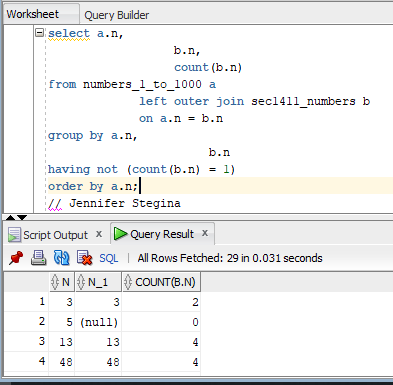 Worksheet Query Builder
select a.n,
b.n,
count(b.n)
from numbers_1_to_1000 a
left outer join sec1411_numbers b
on a.n = b.n
group by a.n,
b.n
having not (count(b.n) = 1)
order by a.n;
// Jennifer Stegina
Script Output x Query Result x
SQL | All Rows Fetched: 29 in 0.031 seconds
N N_1 COUNT(B.N)
1 3 3 2
2 5 (null) 0
3 13 13 4
4 48 48 4